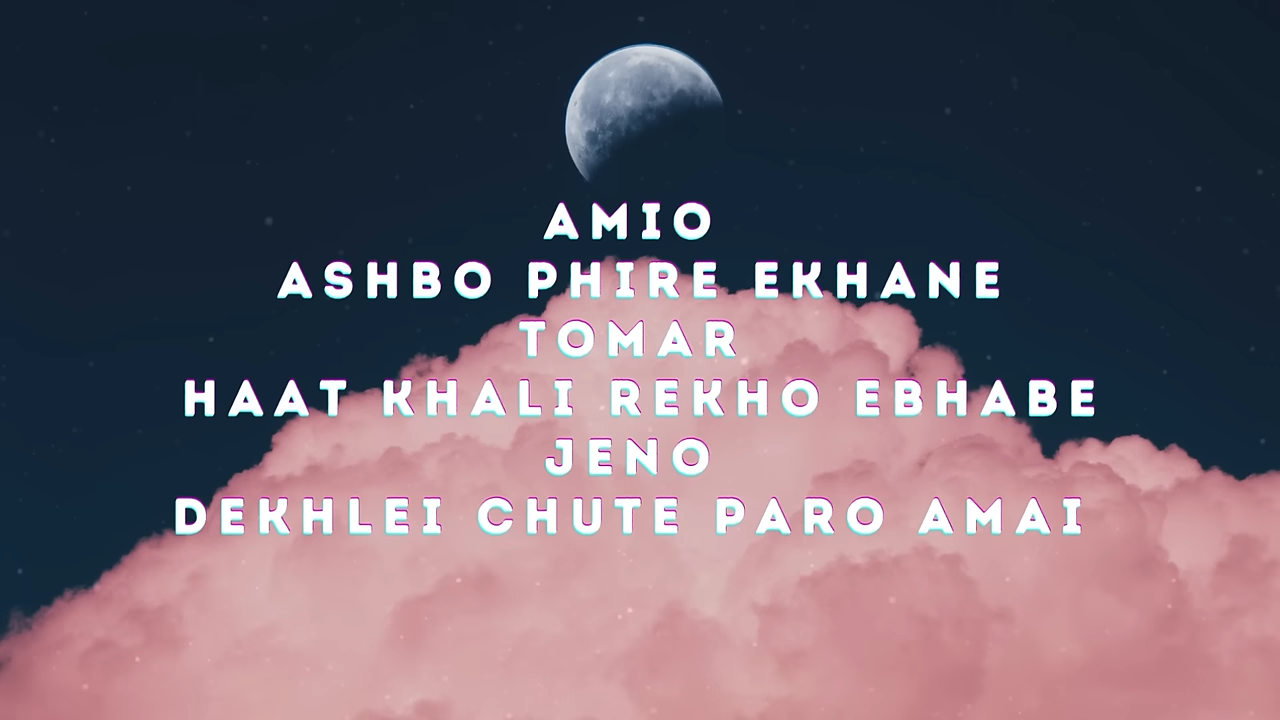 AMIO
ASHBO PHIRE EKHANE
TOMAR
HAAT KHALI REKHO EBHABE
JENO
DEKHLEI CHUTE PARO AMAI